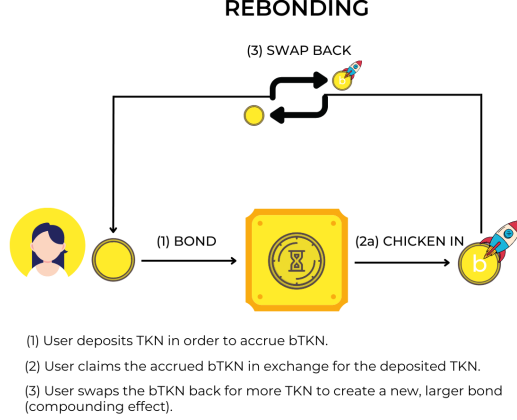 REBONDING
(3) SWAP BACK
b
(1) BOND
(2a) CHICKEN IN
b
(1) User deposits TKN in order to accrue bTKN.
(2) User claims the accrued bTKN in exchange for the deposited TKN.
(3) User swaps the bTKN back for more TKN to create a new, larger bond
(compounding effect).